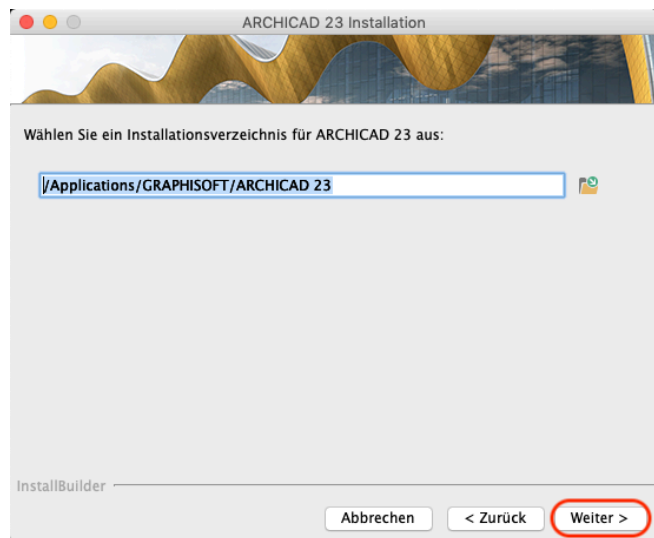 ARCHICAD 23 Installation
Wählen Sie ein Installationsverzeichnis für ARCHICAD 23 aus:
/Applications/GRAPHISOFT/ARCHICAD 23
InstallBuilder
Abbrechen < Zurück Weiter >